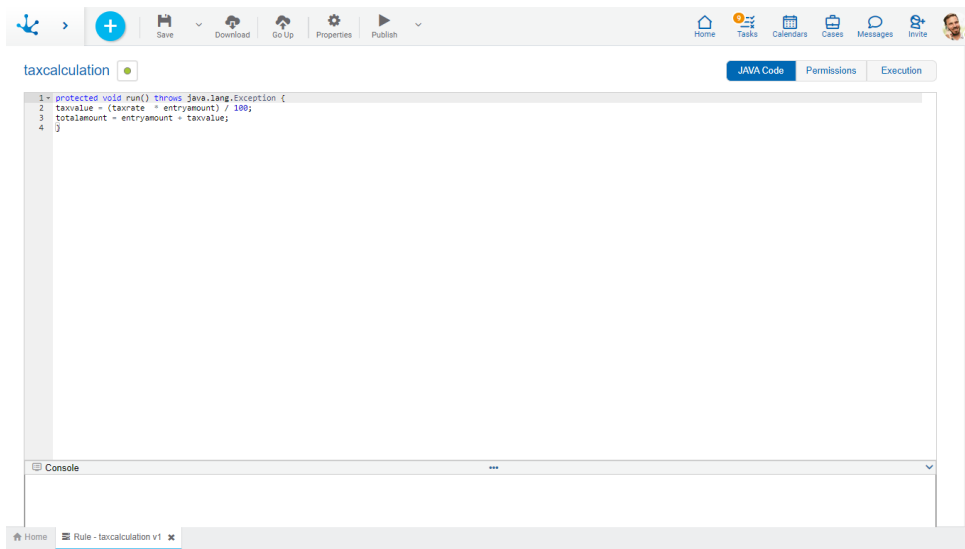 Save
Download
Go Up
Properties
Publish
Home
9
Tasks
Calendars
Cases
Messages
Invite
taxcalculation
JAVA Code
Permissions
Execution
1 protected void run() throws java.lang.Exception {
2 taxvalue = (taxrate * entryamount) / 100;
3 totalamount = entryamount + taxvalue;
4 }
Console
Home
Rule - taxcalculation v1